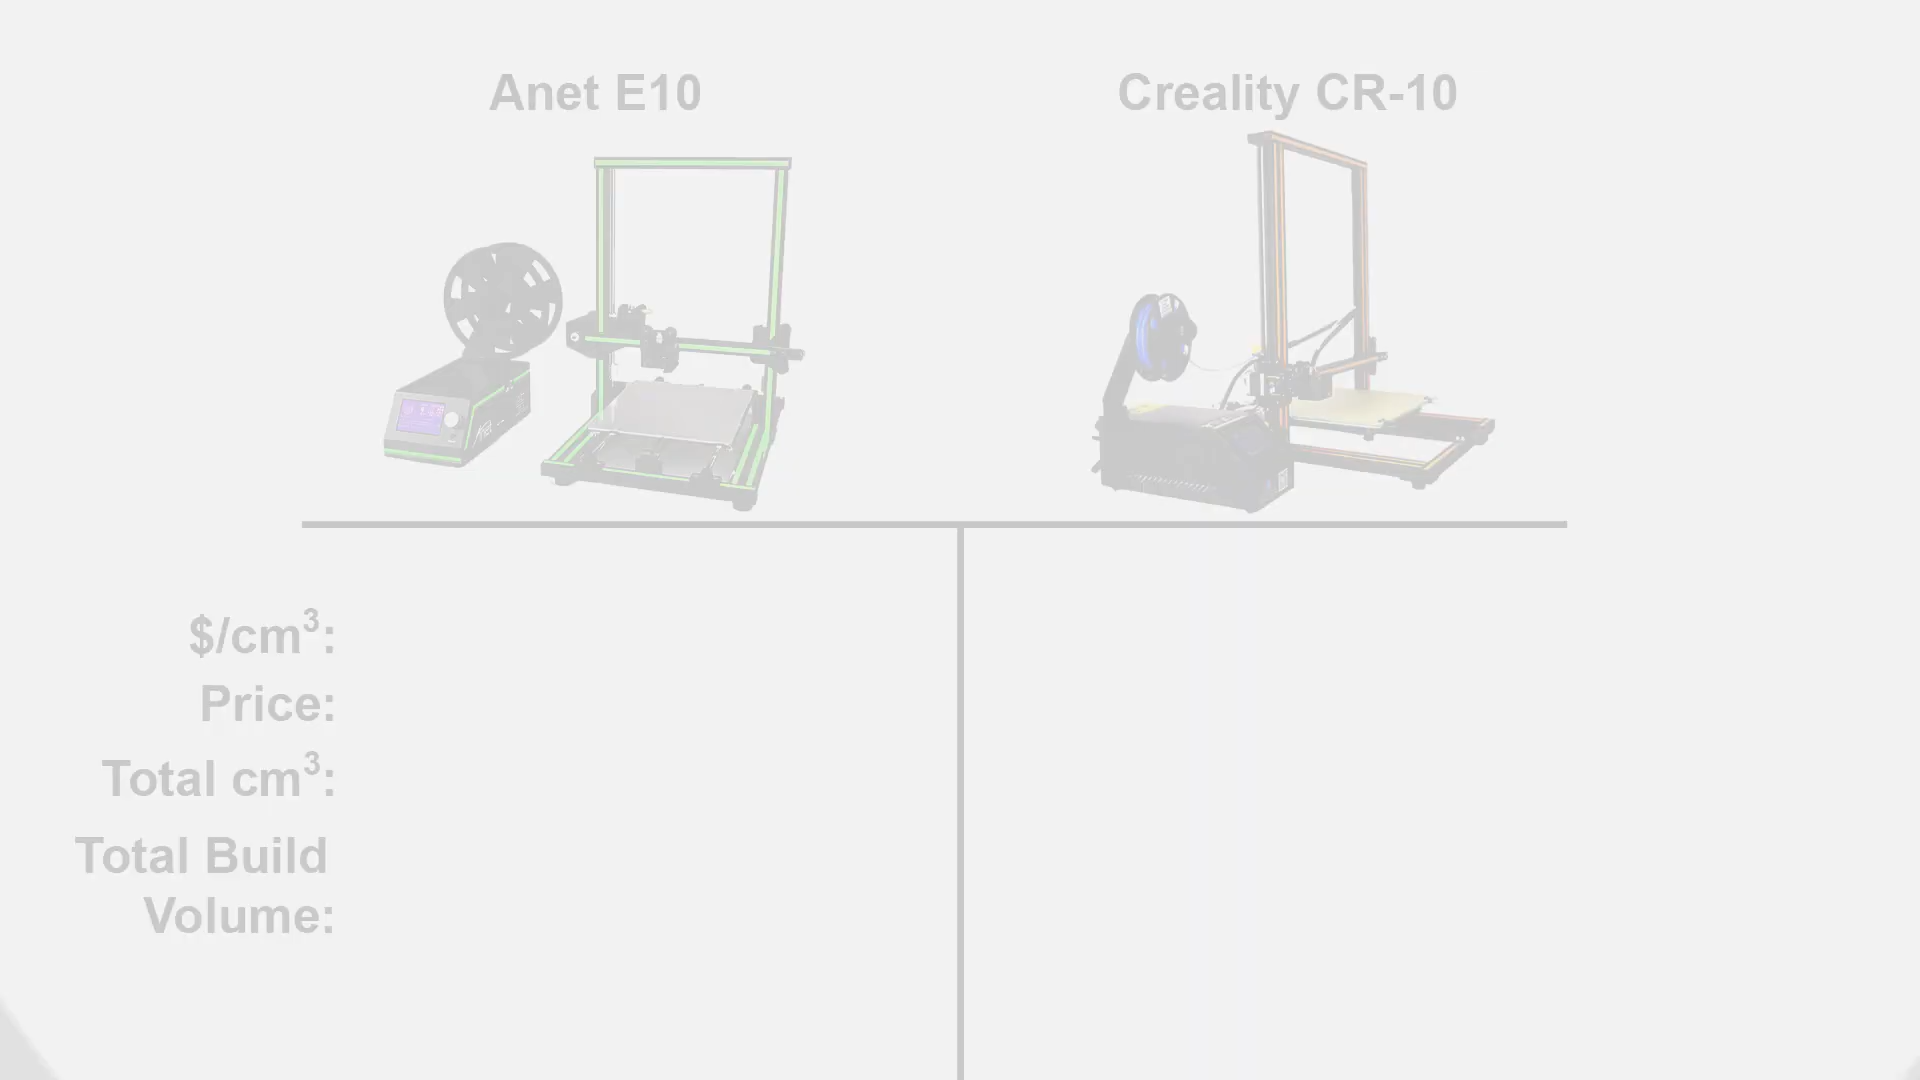 Anet E10
Creality CR-10
$/cm³:
Price:
Total cm³:
Total Build
Volume: